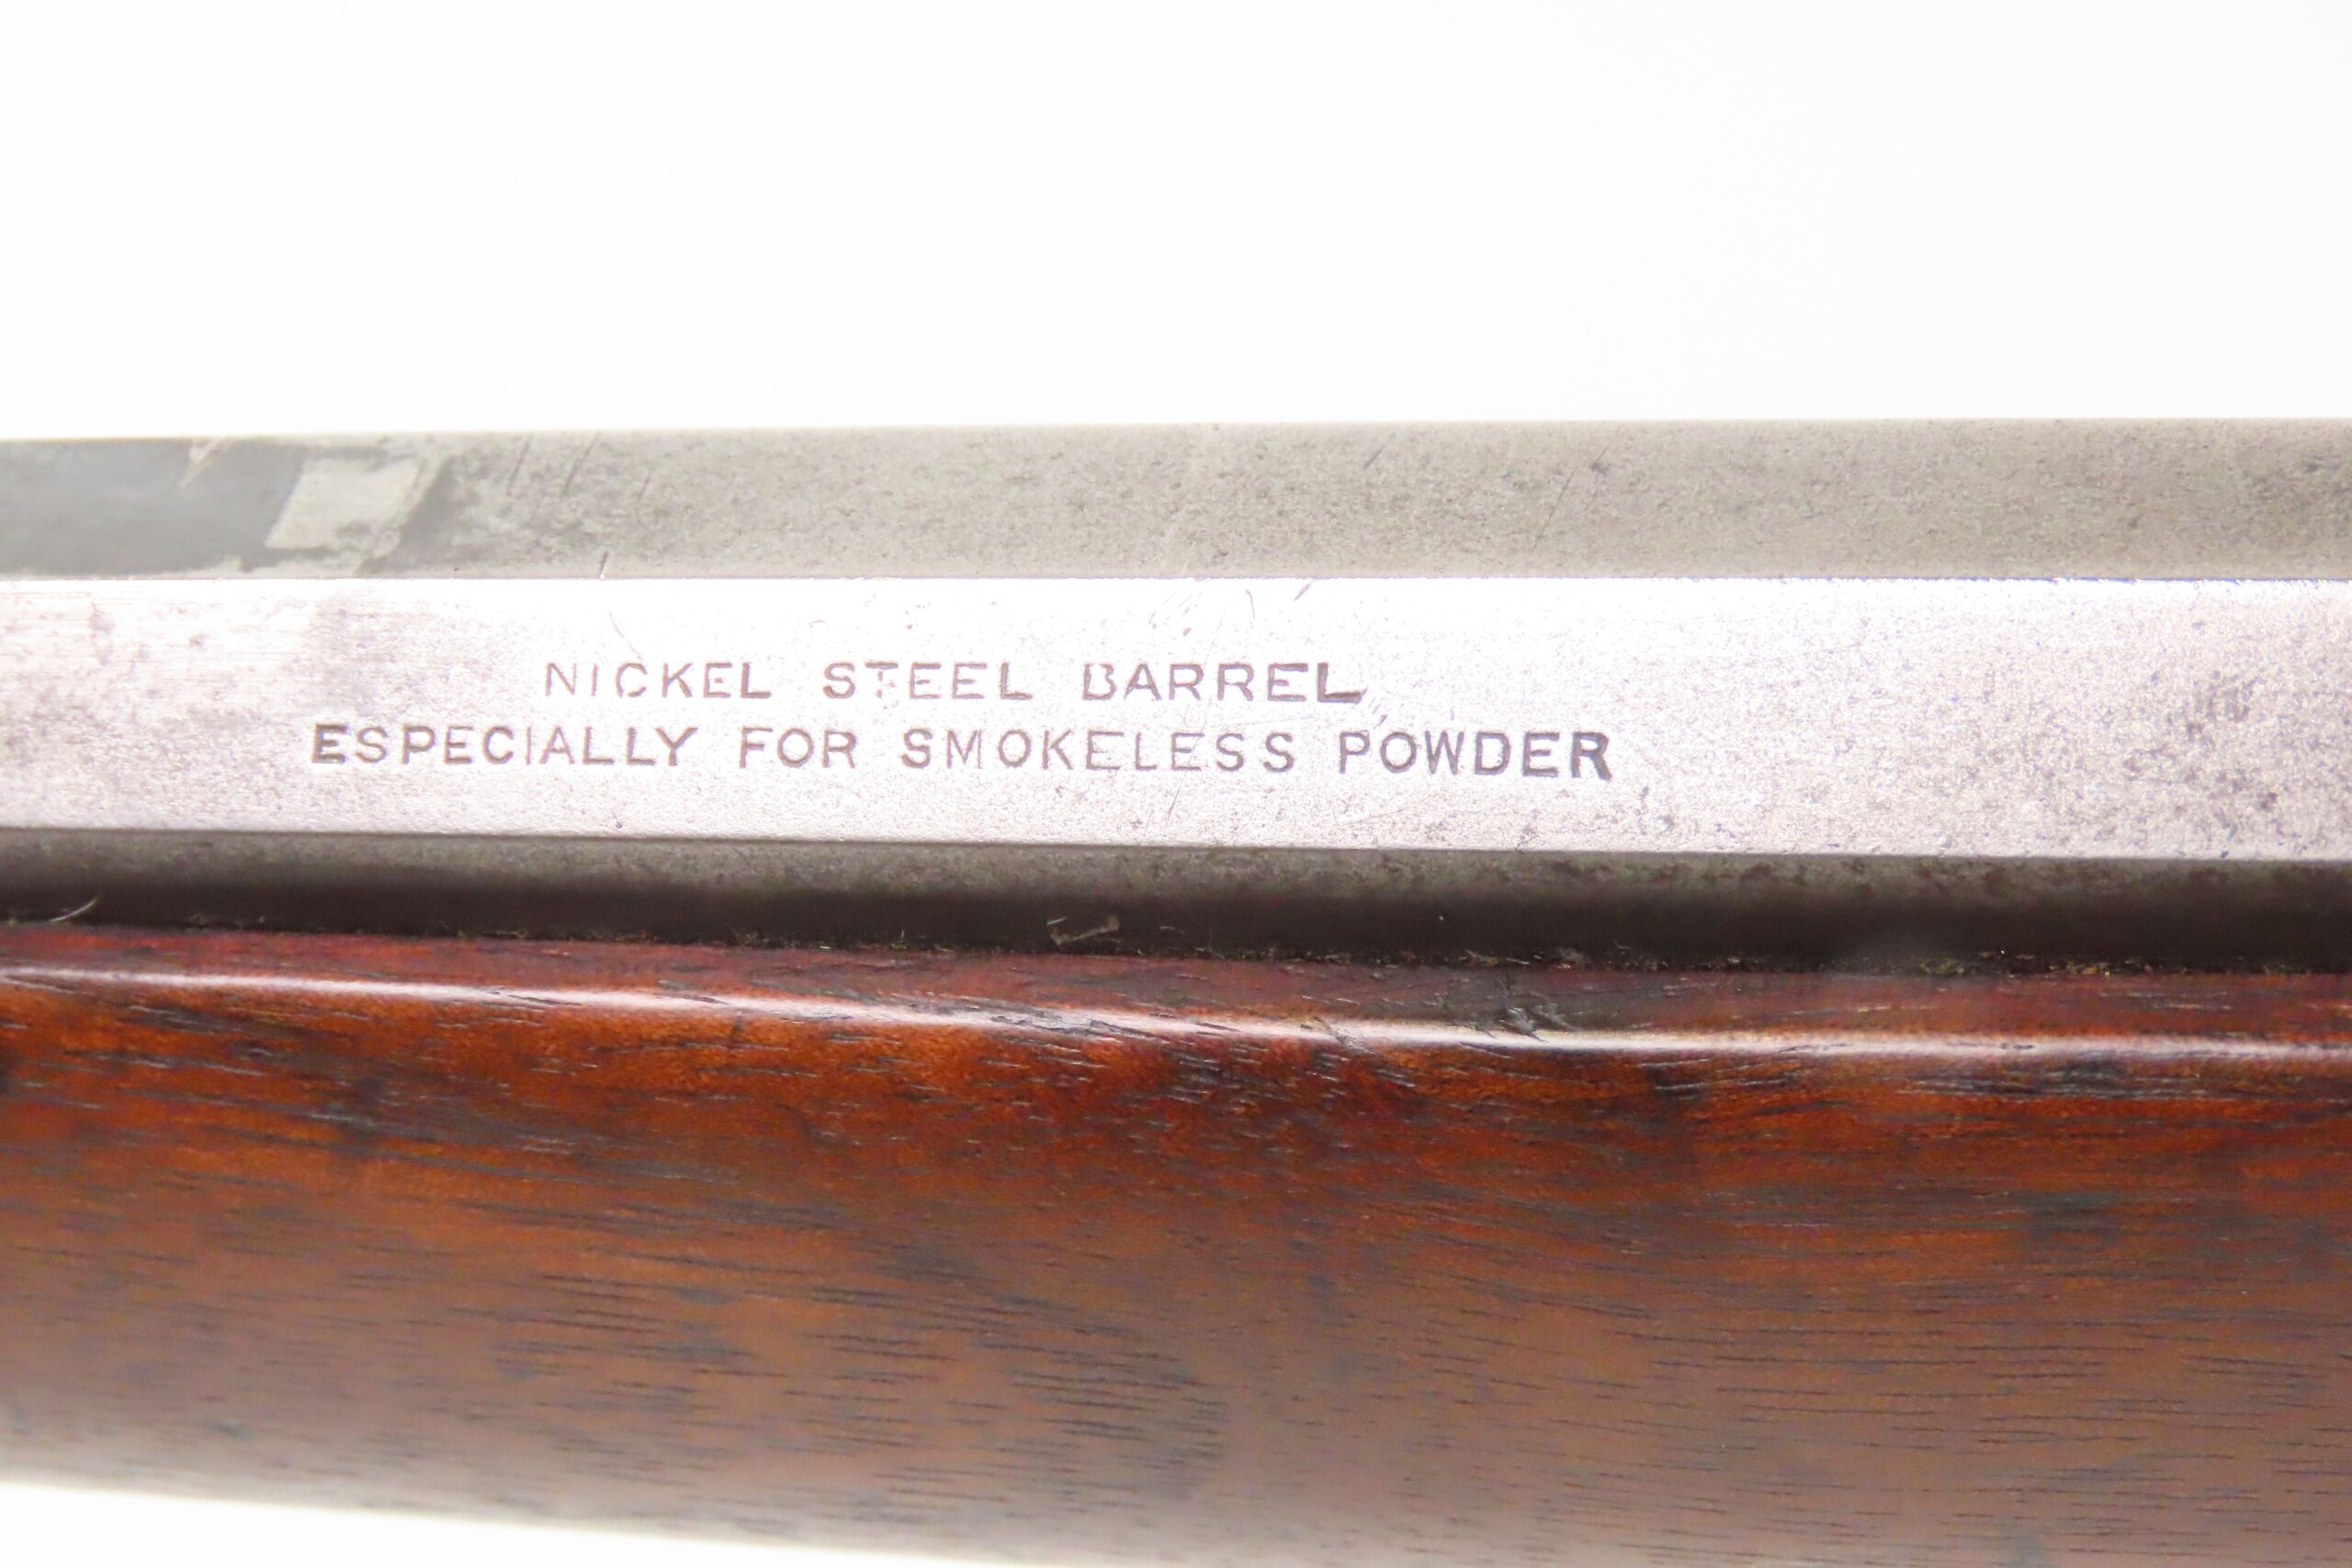 NICKEL STEEL BARREL
ESPECIALLY FOR SMOKELESS POWDER